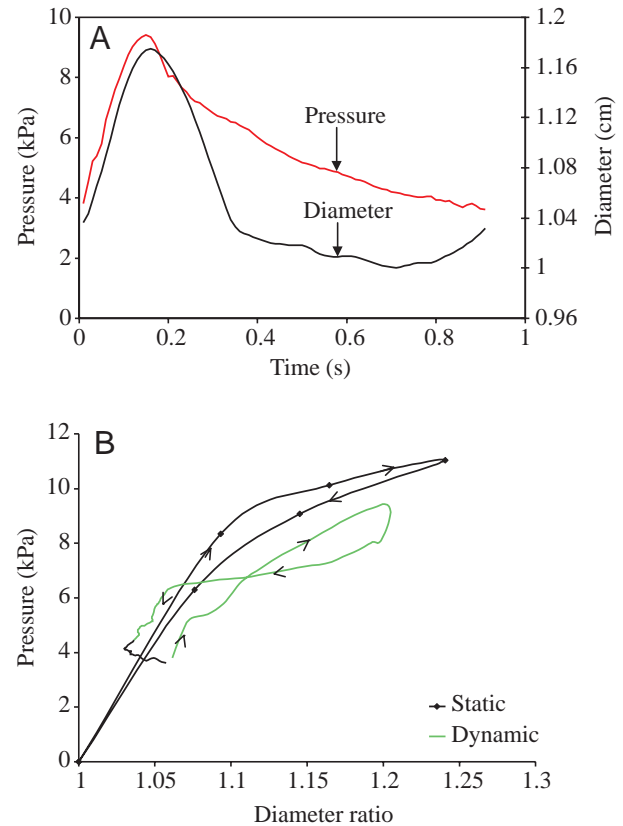 A
10
8
6
4
2
0
Pressure (kPa)
1.2
1.16
1.12
1.08
1.04
1
0.96
Diameter (cm)
Pressure
Diameter
0 0.2 0.4 0.6 0.8 1
Time (s)
B
12
10
8
6
4
2
0
Pressure (kPa)
Static
Dynamic
1 1.05 1.1 1.15 1.2 1.25 1.3
Diameter ratio